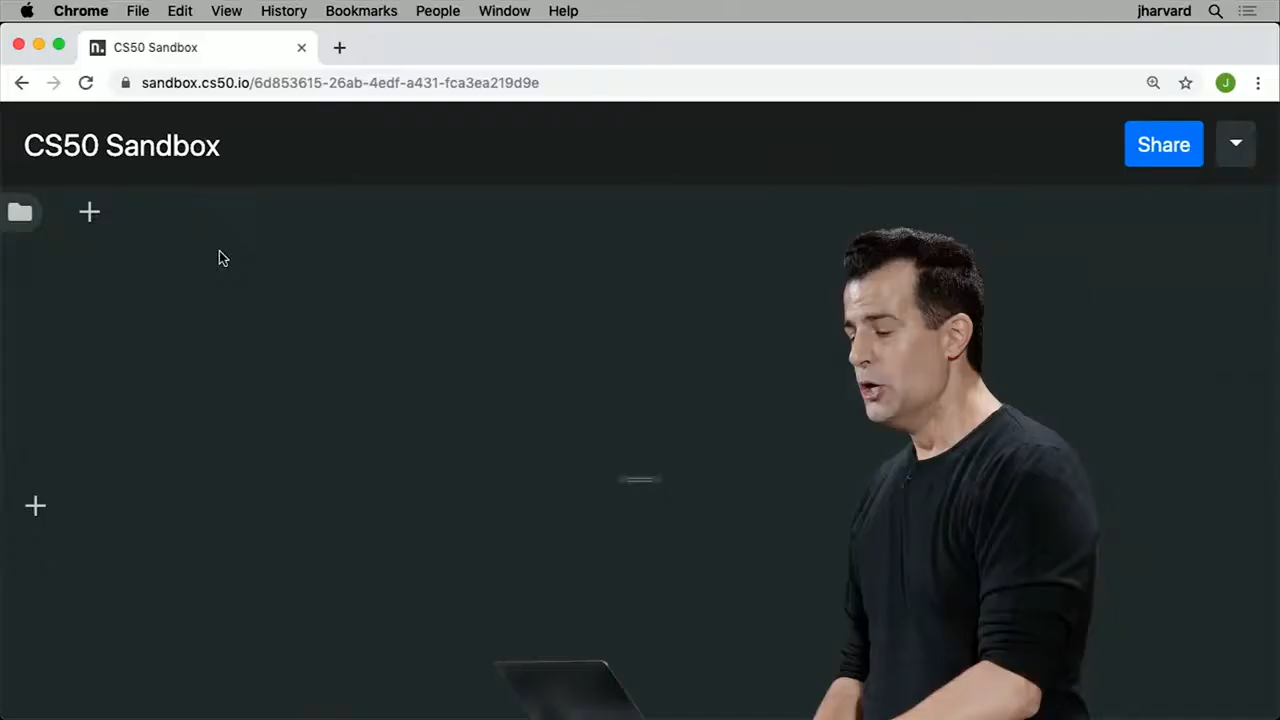 Chrome File Edit View History Bookmarks People Window Help jharvard
n. CS50 Sandbox
sandbox.cs50.io/6d853615-26ab-4edf-a431-fca3ea219d9e J
CS50 Sandbox Share